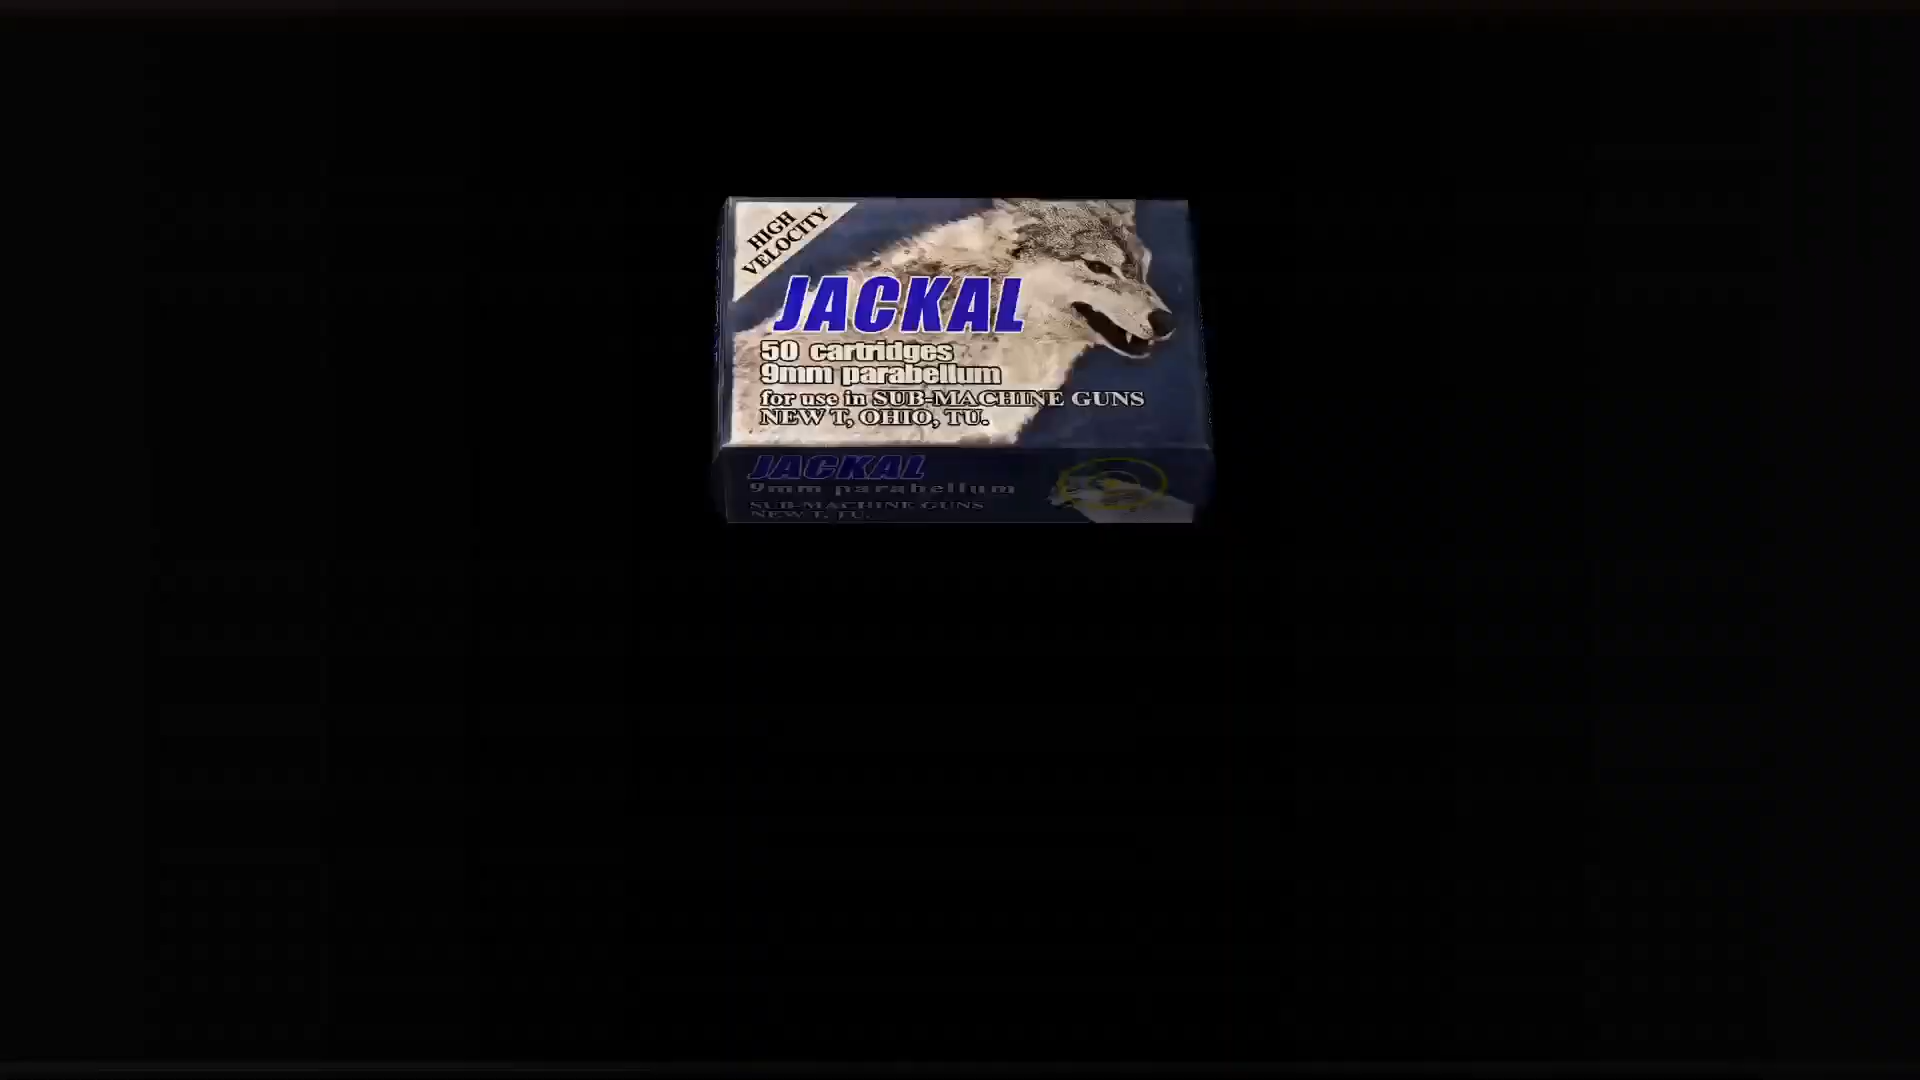 HIGH
VELOCITY
JACKAL
50 cartridges
9mm parabellum
for use in SUB-MACHINE GUNS
NEW T, OHIO, TU.
JACKAL
9mm parabellum
SUB-MACHINE GUNS
NEW T, TU.